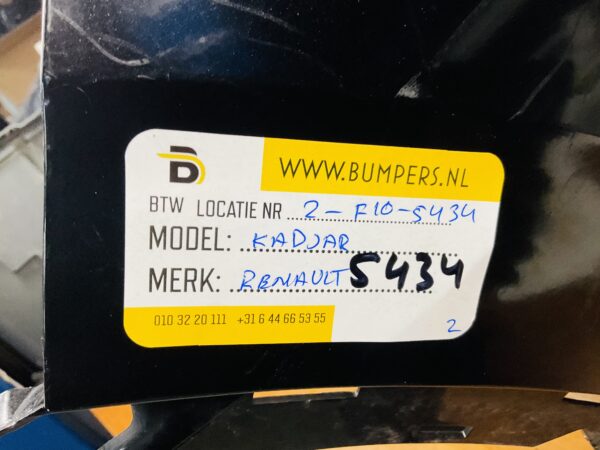 WWW.BUMPERS.NL
BTW LOCATIE NR 2-F10-5434
MODEL: KADJAR
MERK: RENAULT 5434
010 32 20 111 +31 6 44 66 53 55
2